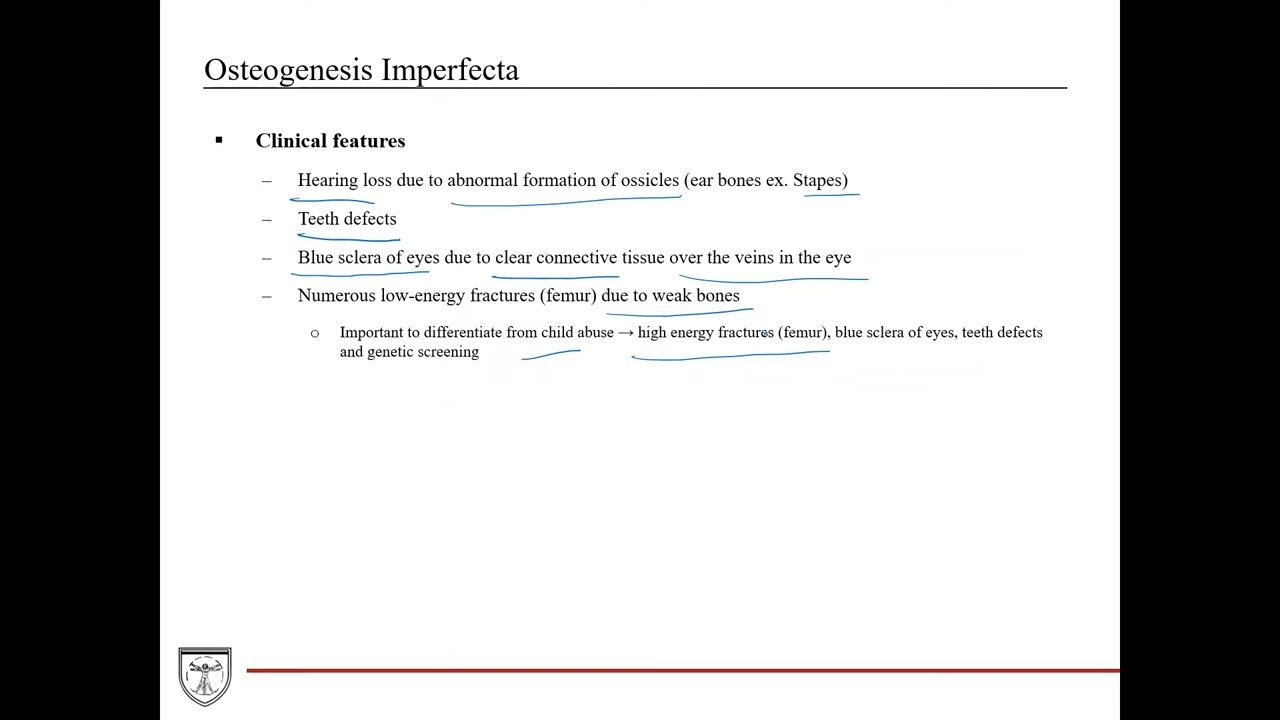 Osteogenesis Imperfecta
▪ Clinical features
– Hearing loss due to abnormal formation of ossicles (ear bones ex. Stapes)
– Teeth defects
– Blue sclera of eyes due to clear connective tissue over the veins in the eye
– Numerous low-energy fractures (femur) due to weak bones
o Important to differentiate from child abuse → high energy fractures (femur), blue sclera of eyes, teeth defects
and genetic screening